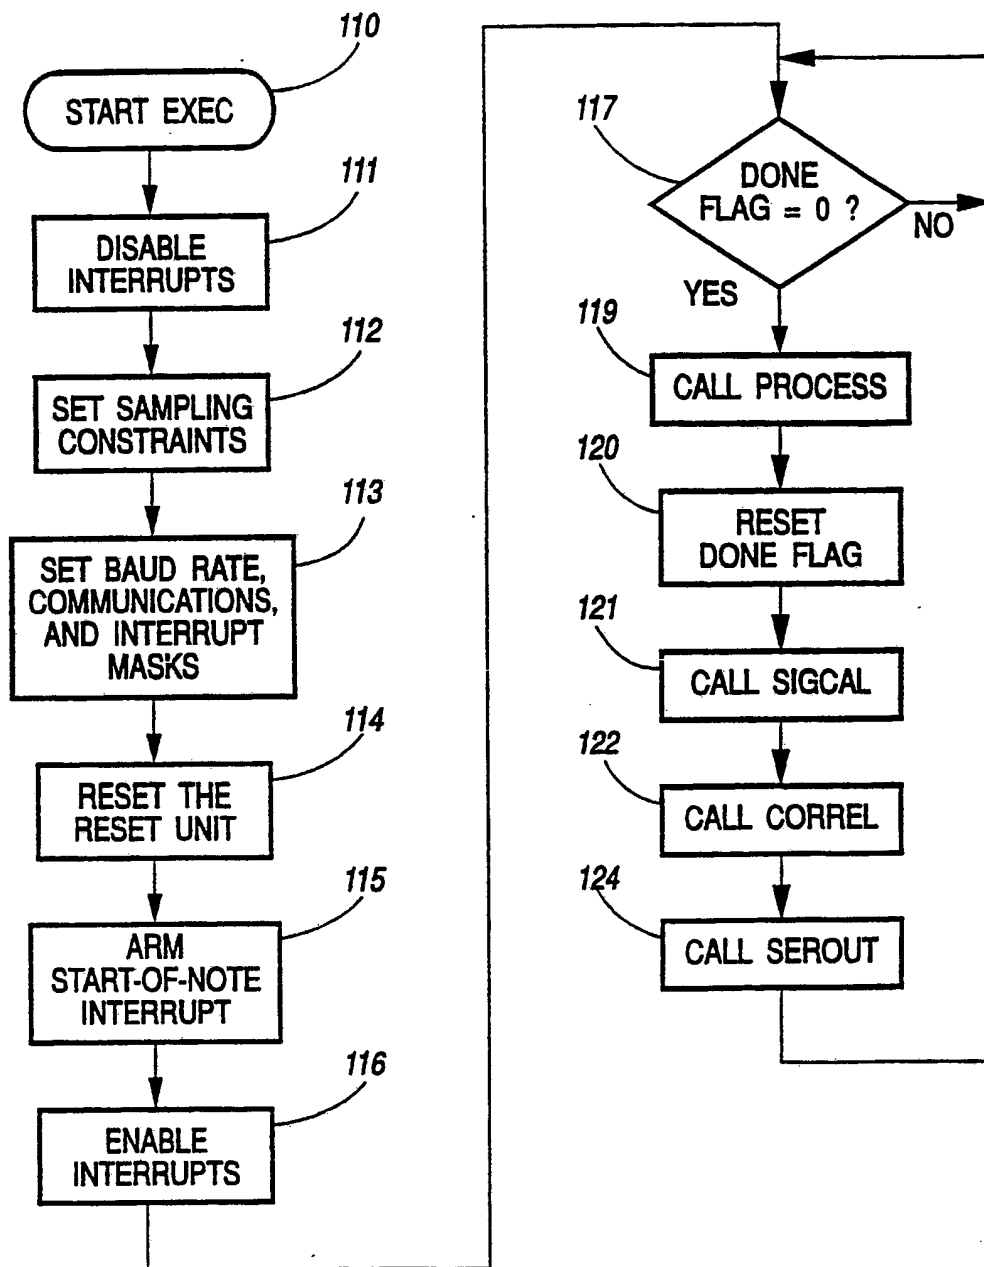 110
START EXEC
111
DISABLE
INTERRUPTS
112
SET SAMPLING
CONSTRAINTS
113
SET BAUD RATE,
COMMUNICATIONS,
AND INTERRUPT
MASKS
114
RESET THE
RESET UNIT
115
ARM
START-OF-NOTE
INTERRUPT
116
ENABLE
INTERRUPTS
117
DONE
FLAG = 0 ?
NO
YES
119
CALL PROCESS
120
RESET
DONE FLAG
121
CALL SIGCAL
122
CALL CORREL
124
CALL SEROUT